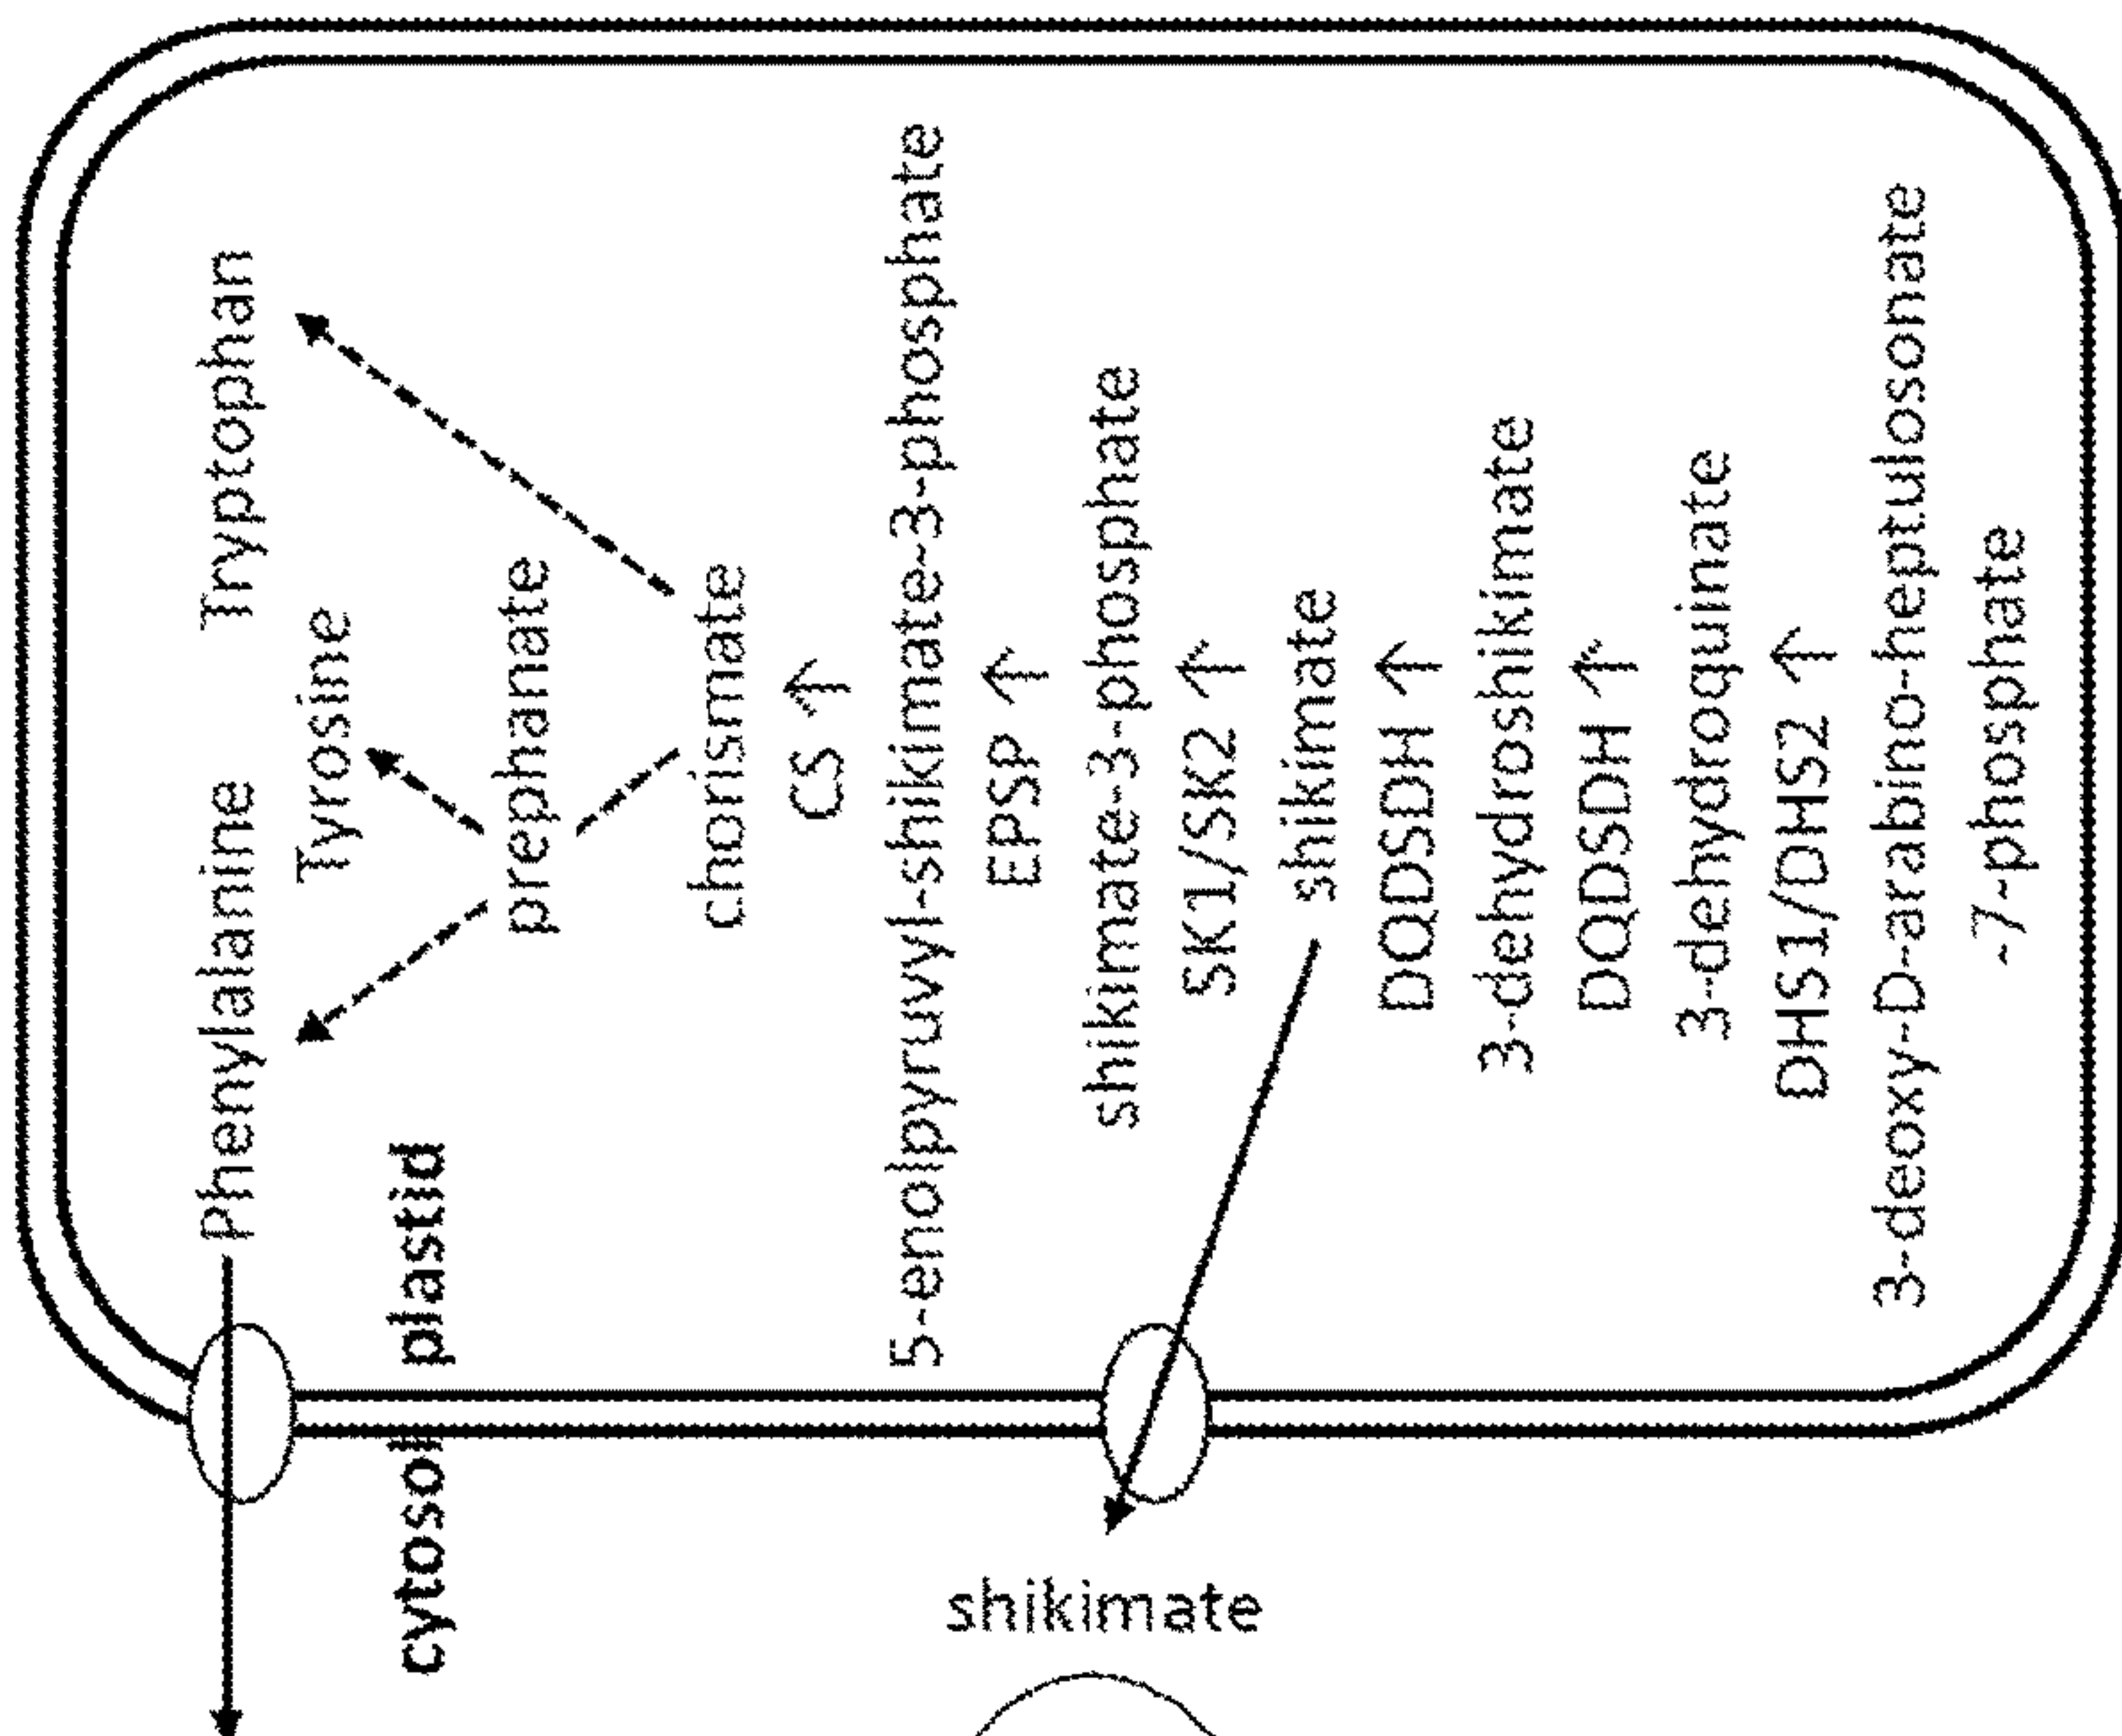 Phenylalanine
Tryptophan
Tyrosine
cytosol
plastid
prephanate
chorismate
CS
5-enolpyruvyl-shikimate-3-phosphate
EPSP
shikimate-3-phosphate
SK1/SK2
shikimate
DQDSDH
3-dehydroshikimate
DQDSDH
3-dehydroquinate
DHS1/DHS2
3-deoxy-D-arabino-heptulosonate
-7-phosphate
shikimate